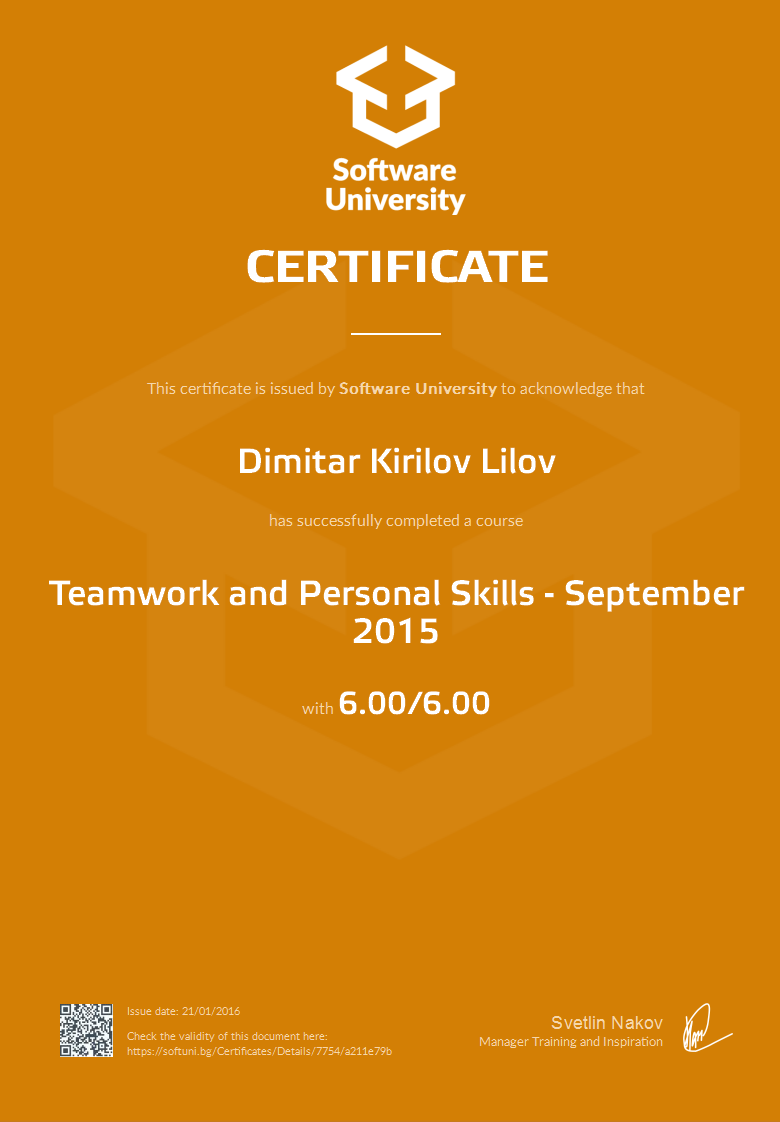 Software
University
CERTIFICATE
This certificate is issued by Software University to acknowledge that
Dimitar Kirilov Lilov
has successfully completed a course
Teamwork and Personal Skills - September
2015
with 6.00/6.00
Issue date: 21/01/2016
Check the validity of this document here:
https://softuni.bg/Certificates/Details/7754/a211e79b
Svetlin Nakov
Manager Training and Inspiration